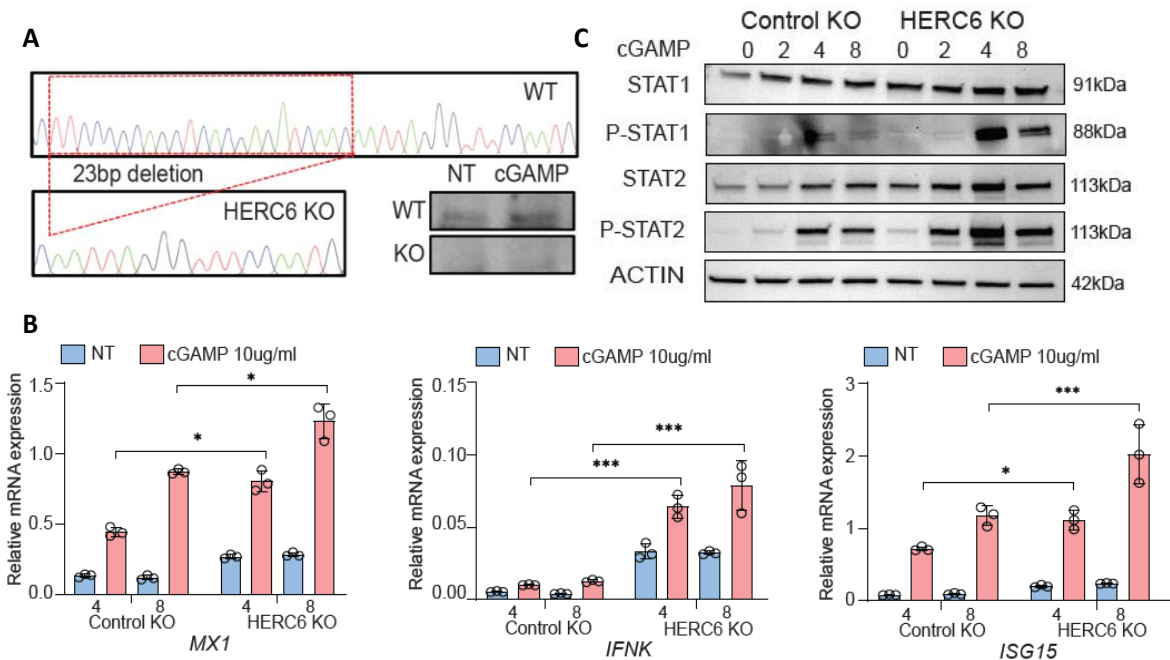 A
WT
23bp deletion
HERC6 KO
NT cGAMP
WT
KO
C
Control KO HERC6 KO
cGAMP 0 2 4 8 0 2 4 8
STAT1 91kDa
P-STAT1 88kDa
STAT2 113kDa
P-STAT2 113kDa
ACTIN 42kDa
B
NT cGAMP 10ug/ml
Relative mRNA expression
1.5
1.0
0.5
0.00
*
*
4 8 4 8
Control KO HERC6 KO
MX1
NT cGAMP 10ug/ml
Relative mRNA expression
0.15
0.10
0.05
0.00
***
***
4 8 4 8
Control KO HERC6 KO
IFNK
NT cGAMP 10ug/ml
Relative mRNA expression
3
2
1
0
***
*
4 8 4 8
Control KO HERC6 KO
ISG15